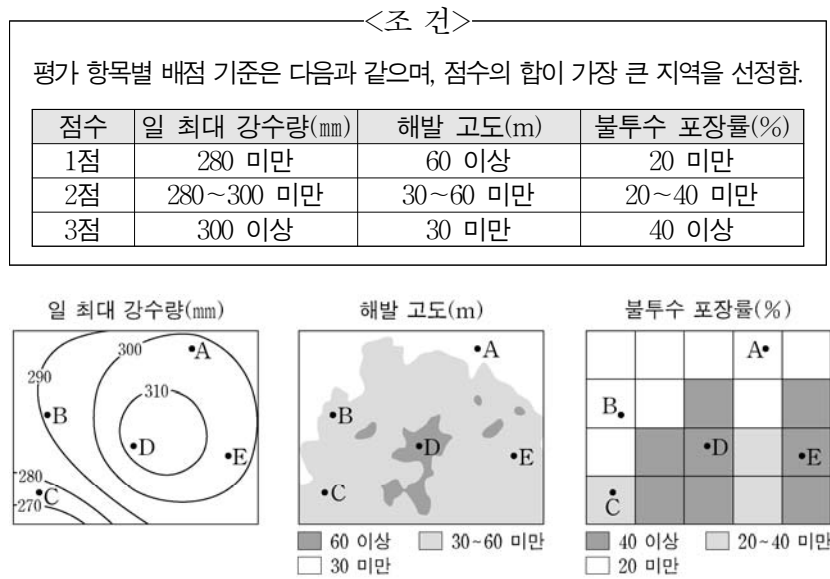 <조 건>
평가 항목별 배점 기준은 다음과 같으며, 점수의 합이 가장 큰 지역을 선정함.
점수 일 최대 강수량(㎜) 해발 고도(m) 불투수 포장률(%)
1점 280 미만 60 이상 20 미만
2점 280~300 미만 30~60 미만 20~40 미만
3점 300 이상 30 미만 40 이상
일 최대 강수량(㎜)
300
A
290
310
B
D
E
280
C
270
해발 고도(m)
A
B
D
E
C
60 이상 30~60 미만
30 미만
불투수 포장률(%)
A
B
D
E
C
40 이상 20~40 미만
20 미만